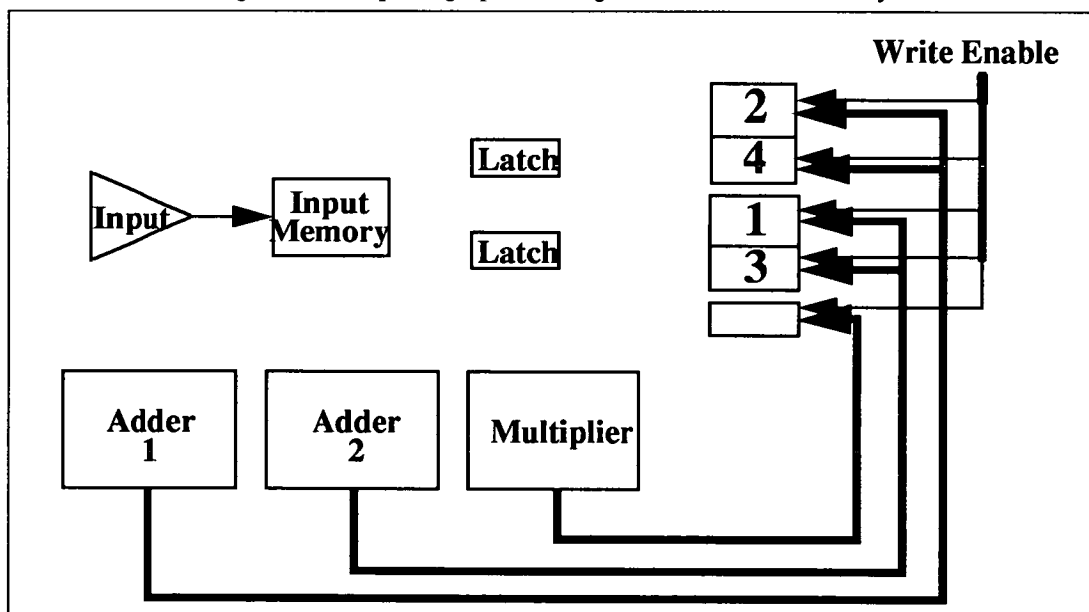 Write Enable
2
4
Latch
Input
Input
Memory
1
Latch
3
Adder
1
Adder
2
Multiplier